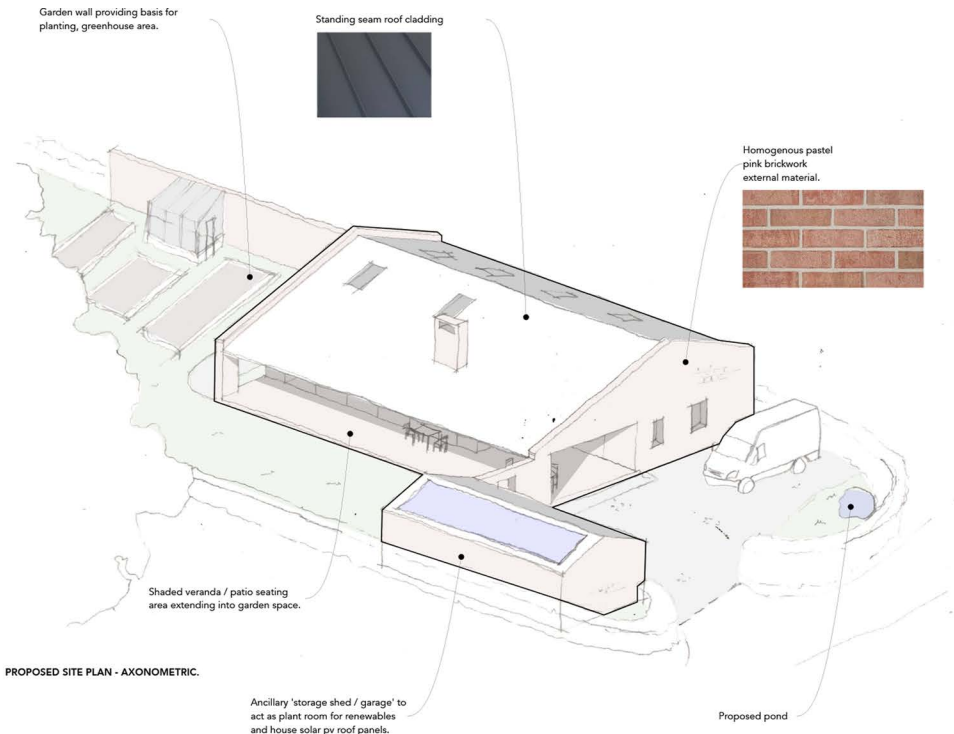 Garden wall providing basis for
planting, greenhouse area.
Standing seam roof cladding
Homogenous pastel
pink brickwork
external material.
Shaded veranda / patio seating
area extending into garden space.
PROPOSED SITE PLAN - AXONOMETRIC.
Ancillary 'storage shed / garage' to
act as plant room for renewables
and house solar pv roof panels.
Proposed pond